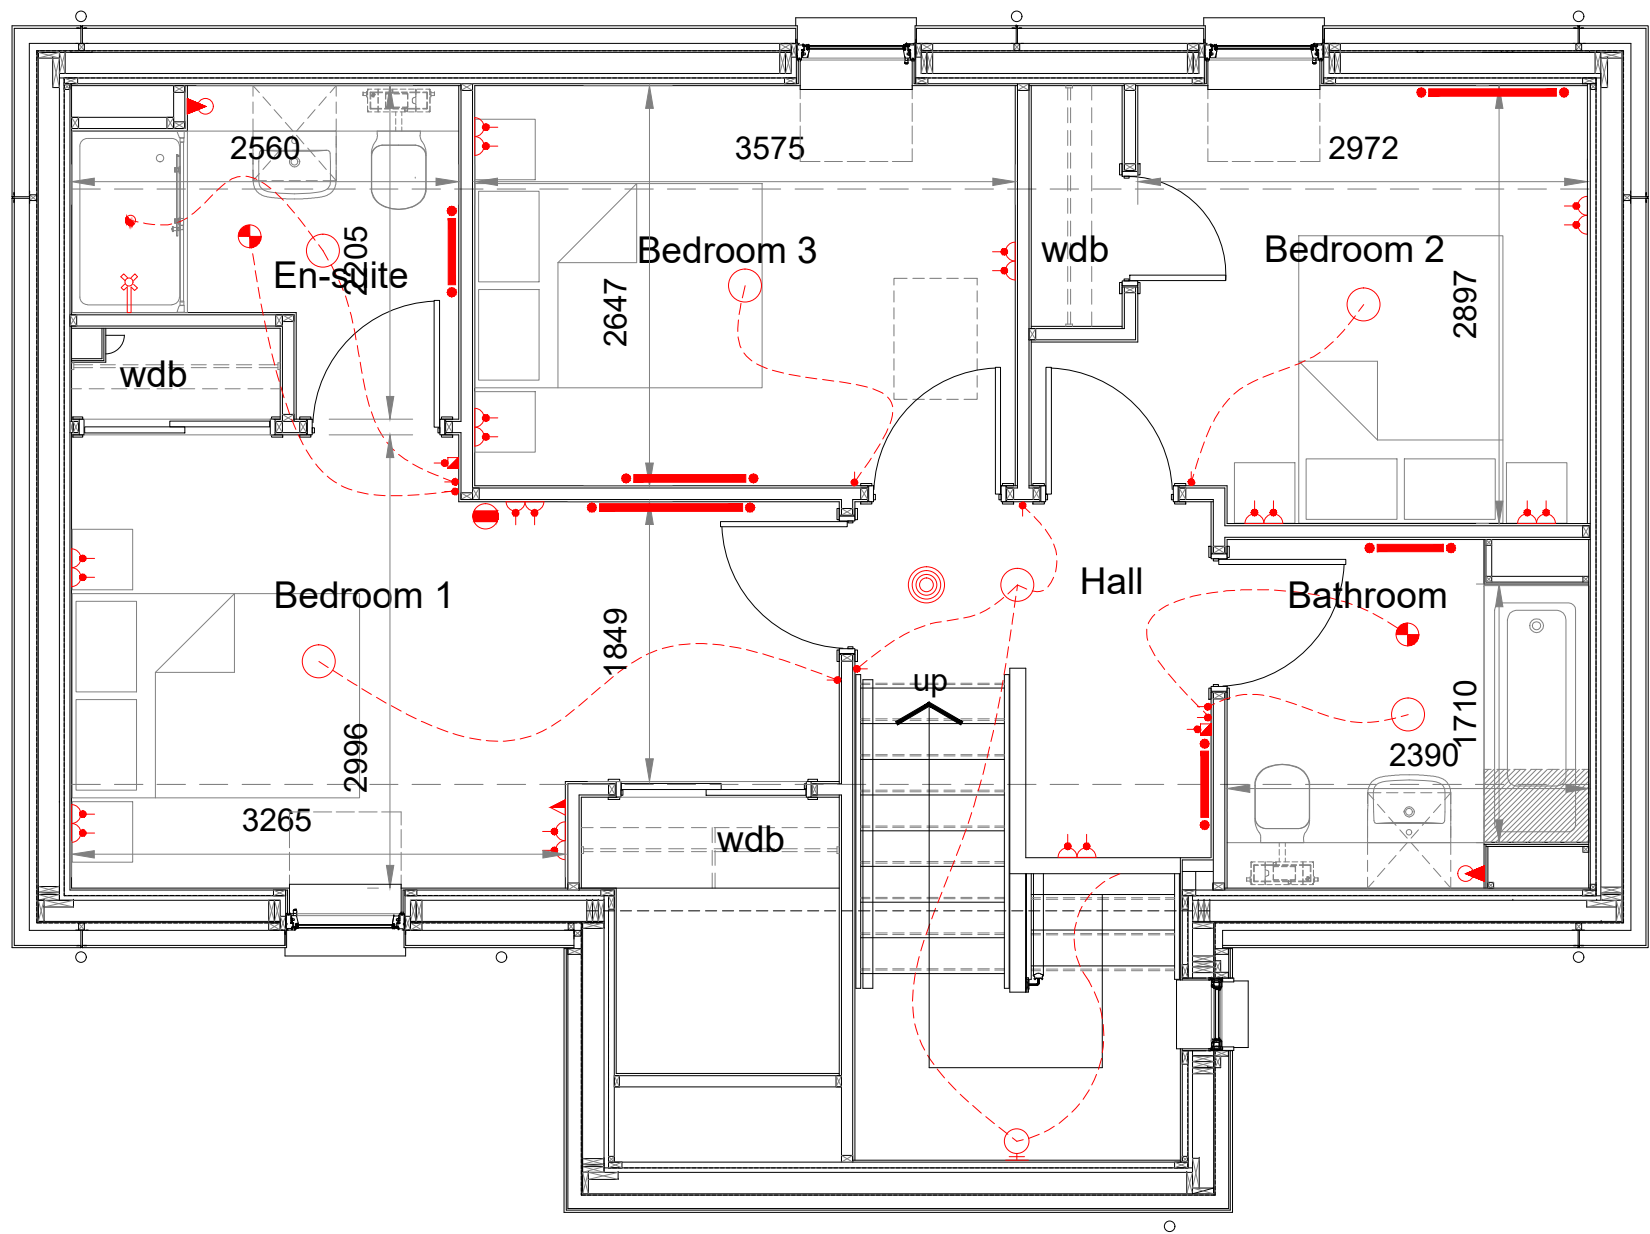 2560
3575
2972
2205
En-suite
Bedroom 3
wdb
Bedroom 2
2647
2897
wdb
Bedroom 1
1849
Hall
Bathroom
up
1710
2996
2390
3265
wdb